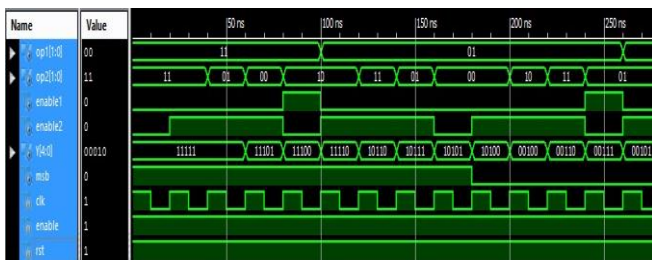 Name Value 50 ns 100 ns 150 ns 200 ns 250 ns
op1[1:0] 00 11 01
op2[1:0] 11 11 01 00 10 11 01 00 10 11 01
enable1 0
enable2 0
Y[4:0] 00010 11111 11101 11100 11110 10110 10111 10101 10100 00100 00110 00111 00101
msb 0
clk 1
enable 1
rst 1